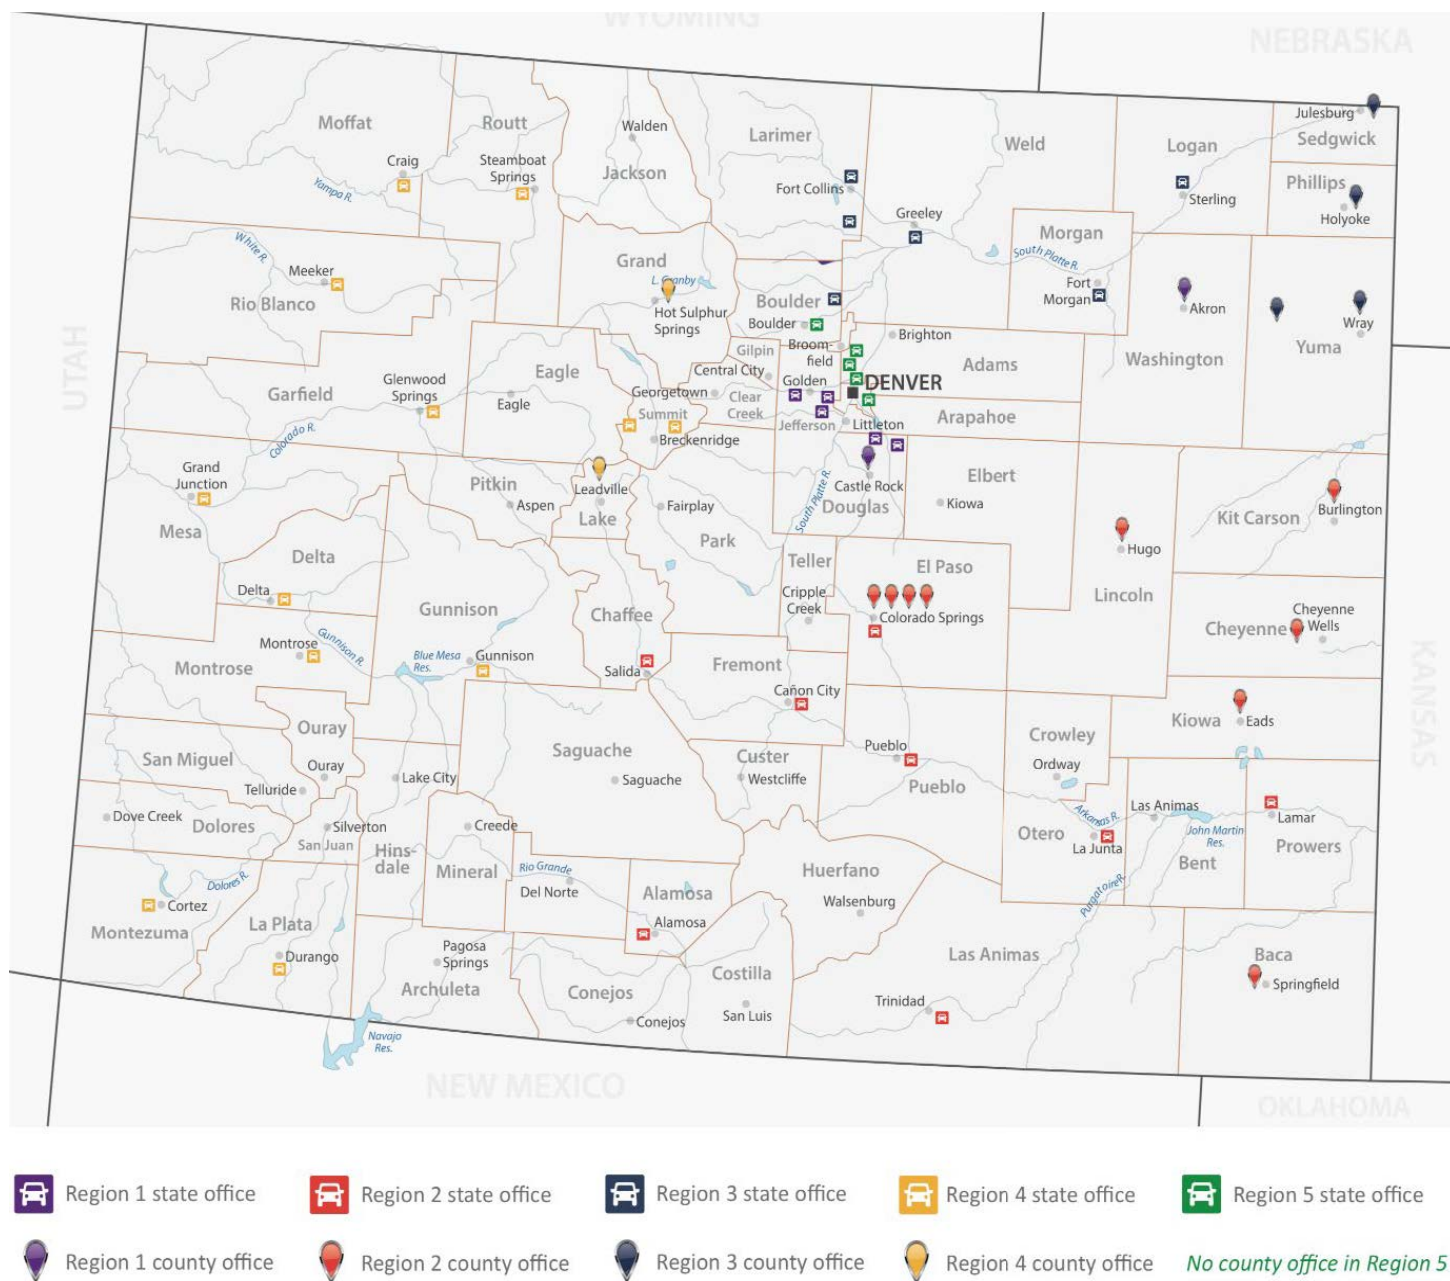 WYOMING
NEBRASKA
Julesburg
Sedgwick
Moffat
Routt
Walden
Larimer
Weld
Logan
Craig
Steamboat
Springs
Jackson
Phillips
Yampa R.
Fort Collins
Sterling
Holyoke
Greeley
Morgan
White R.
Grand
South Platte R.
Meeker
L. Granby
Fort
Morgan
Rio Blanco
Boulder
Akron
Hot Sulphur
Springs
Boulder
Wray
UTAH
Brighton
Broom-
field
Gilpin
Washington
Yuma
Eagle
Central City
Adams
Garfield
Glenwood
Springs
Georgetown
Golden
DENVER
Eagle
Clear
Creek
Summit
Jefferson
Littleton
Arapahoe
Colorado R.
Breckenridge
Grand
Junction
Pitkin
Leadville
Castle Rock
Elbert
Aspen
Fairplay
South Platte R.
Douglas
Kiowa
Burlington
Kit Carson
Mesa
Lake
Park
Delta
Teller
El Paso
Hugo
Delta
Gunnison
Chaffee
Cripple
Creek
Colorado Springs
Lincoln
Cheyenne
Wells
Cheyenne
Montrose
Gunnison R.
Blue Mesa
Res.
Gunnison
Salida
Fremont
KANSAS
Montrose
Cañon City
Ouray
Kiowa
Eads
San Miguel
Saguache
Custer
Pueblo
Crowley
Ouray
Lake City
Saguache
Westcliffe
Ordway
Telluride
Pueblo
Dove Creek
Dolores
Silverton
Creede
Arkansas R.
Las Animas
Lamar
San Juan
Hins-
dale
Otero
La Junta
John Martin
Res.
Prowers
Mineral
Rio Grande
Del Norte
Huerfano
Bent
Dolores R.
Alamosa
Walsenburg
Purgatoire R.
Cortez
Montezuma
La Plata
Alamosa
Durango
Pagosa
Springs
Las Animas
Baca
Archuleta
Conejos
Costilla
Springfield
San Luis
Trinidad
Conejos
Navajo
Res.
NEW MEXICO
OKLAHOMA
Region 1 state office
Region 2 state office
Region 3 state office
Region 4 state office
Region 5 state office
Region 1 county office
Region 2 county office
Region 3 county office
Region 4 county office
No county office in Region 5